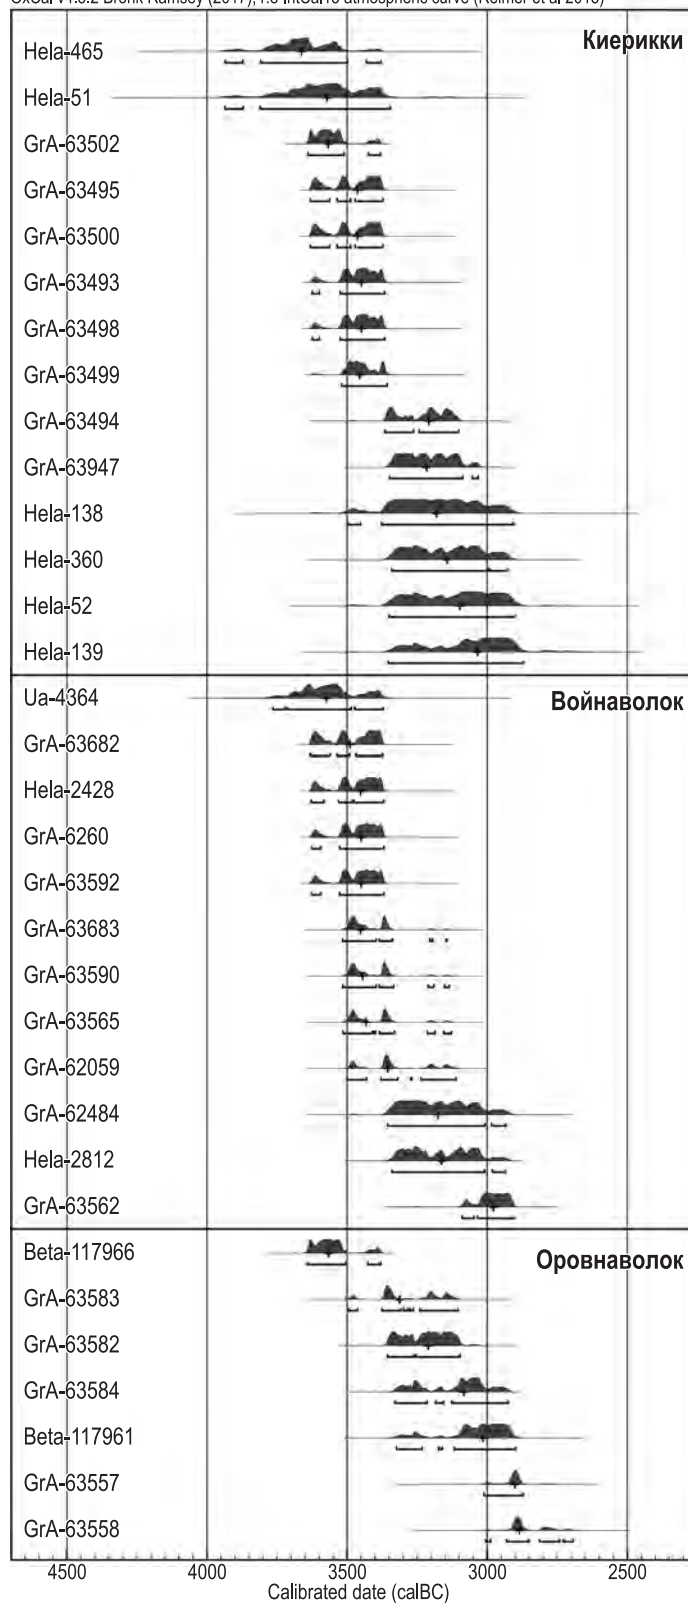 OxCal v4.3.2 Bronk Ramsey (2017); r:5 IntCal13 atmospheric curve (Reimer et al 2013)
Киерикки
Hela-465
Hela-51
GrA-63502
GrA-63495
GrA-63500
GrA-63493
GrA-63498
GrA-63499
GrA-63494
GrA-63947
Hela-138
Hela-360
Hela-52
Hela-139
Войнаволок
Ua-4364
GrA-63682
Hela-2428
GrA-6260
GrA-63592
GrA-63683
GrA-63590
GrA-63565
GrA-62059
GrA-62484
Hela-2812
GrA-63562
Оровнаволок
Beta-117966
GrA-63583
GrA-63582
GrA-63584
Beta-117961
GrA-63557
GrA-63558
4500 4000 3500 3000 2500
Calibrated date (calBC)